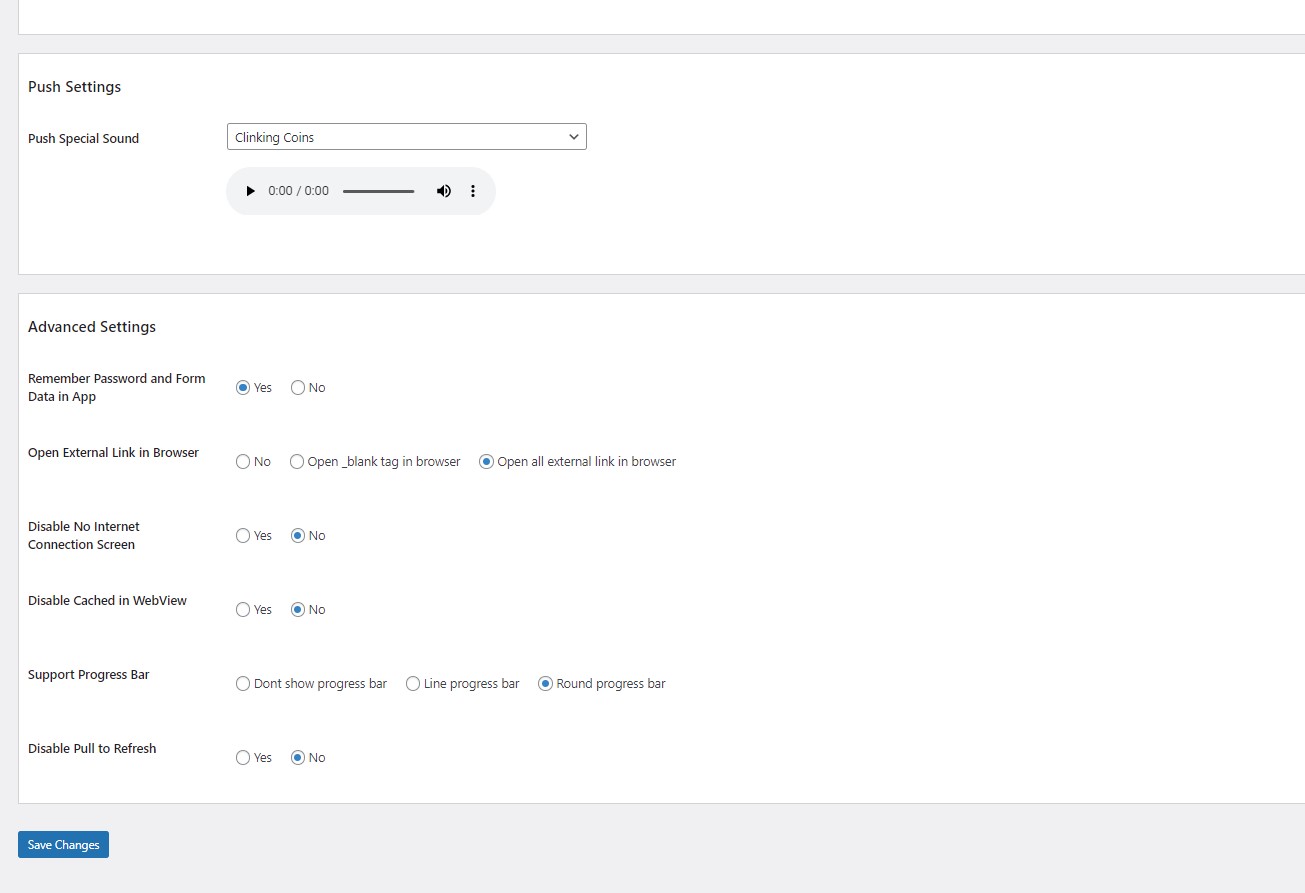 Push Settings
Push Special Sound
Clinking Coins
0:00 / 0:00
Advanced Settings
Remember Password and Form
Data in App
Yes No
Open External Link in Browser
No Open _blank tag in browser Open all external link in browser
Disable No Internet
Connection Screen
Yes No
Disable Cached in WebView
Yes No
Support Progress Bar
Dont show progress bar Line progress bar Round progress bar
Disable Pull to Refresh
Yes No
Save Changes